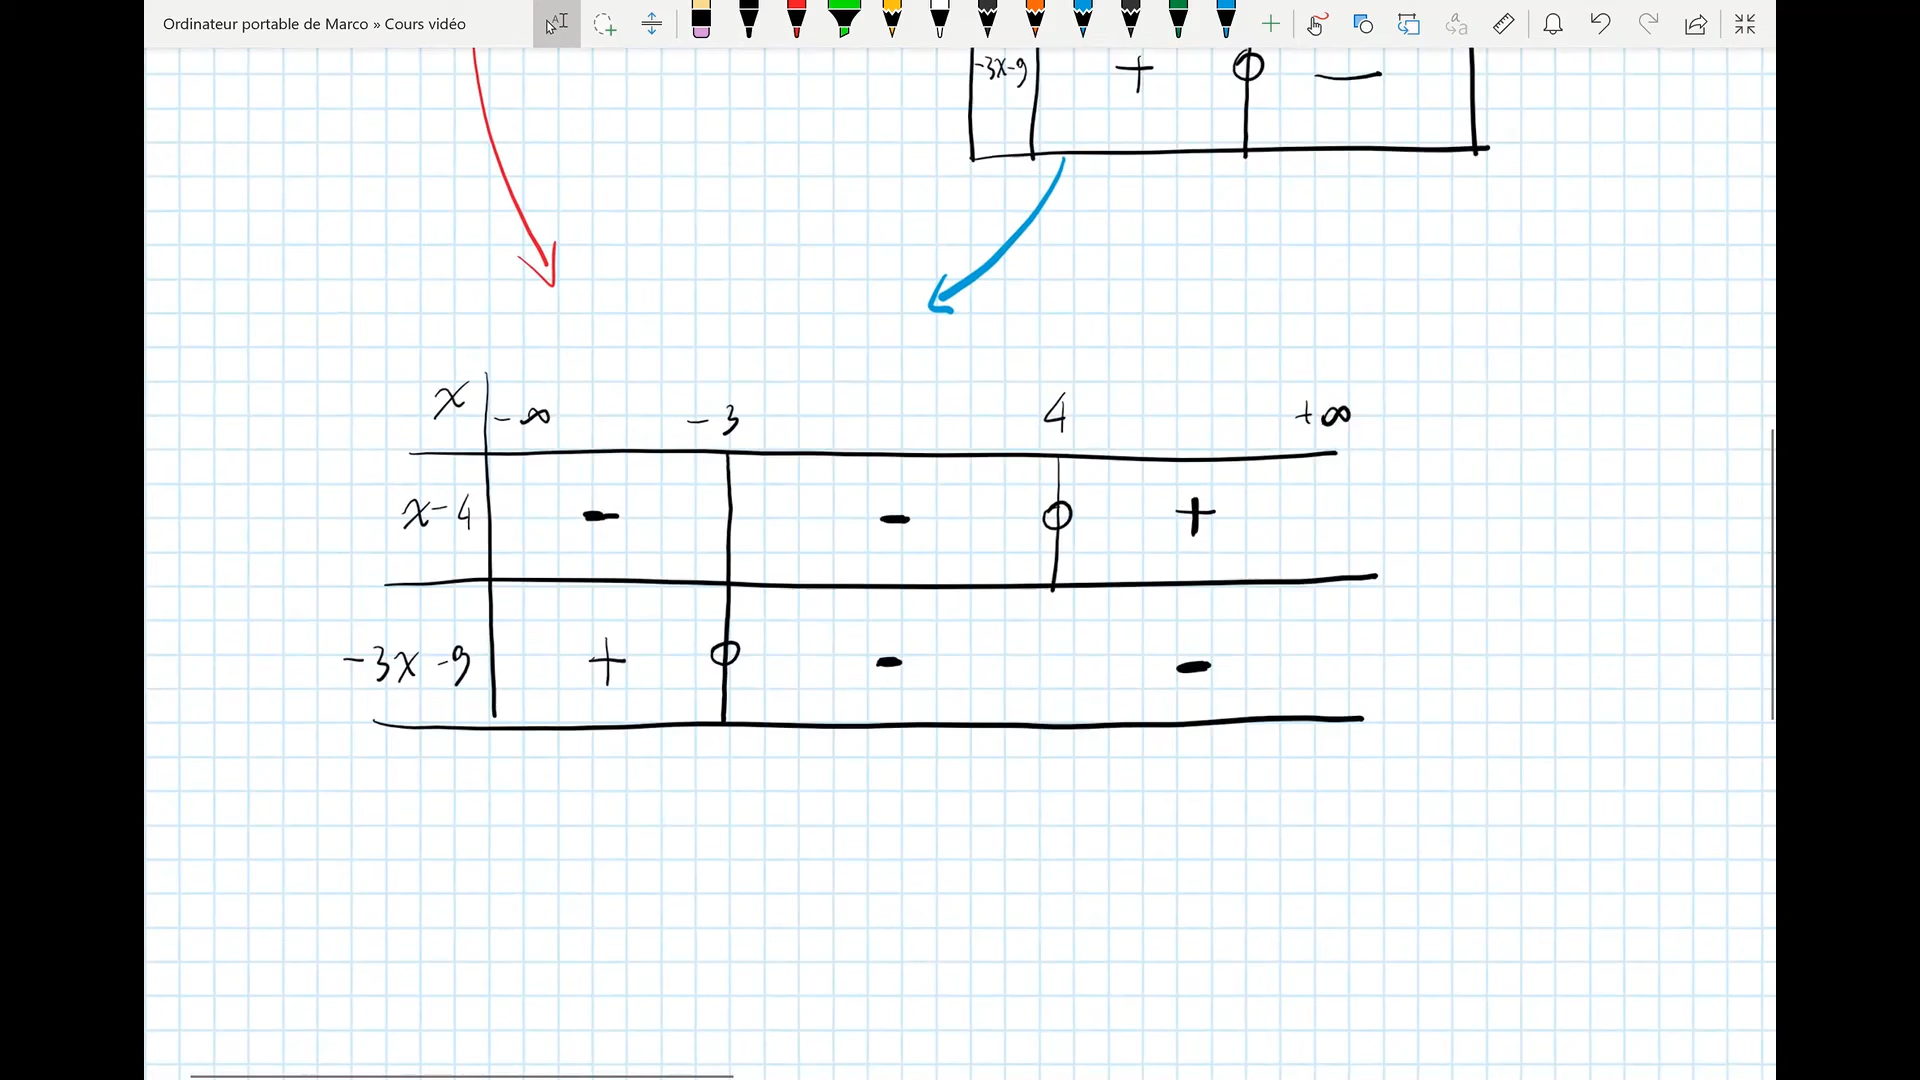 Ordinateur portable de Marco » Cours vidéo
-3x-9 + 0 -
x -∞ -3 4 +∞
x-4 - - 0 +
-3x-9 + 0 - -